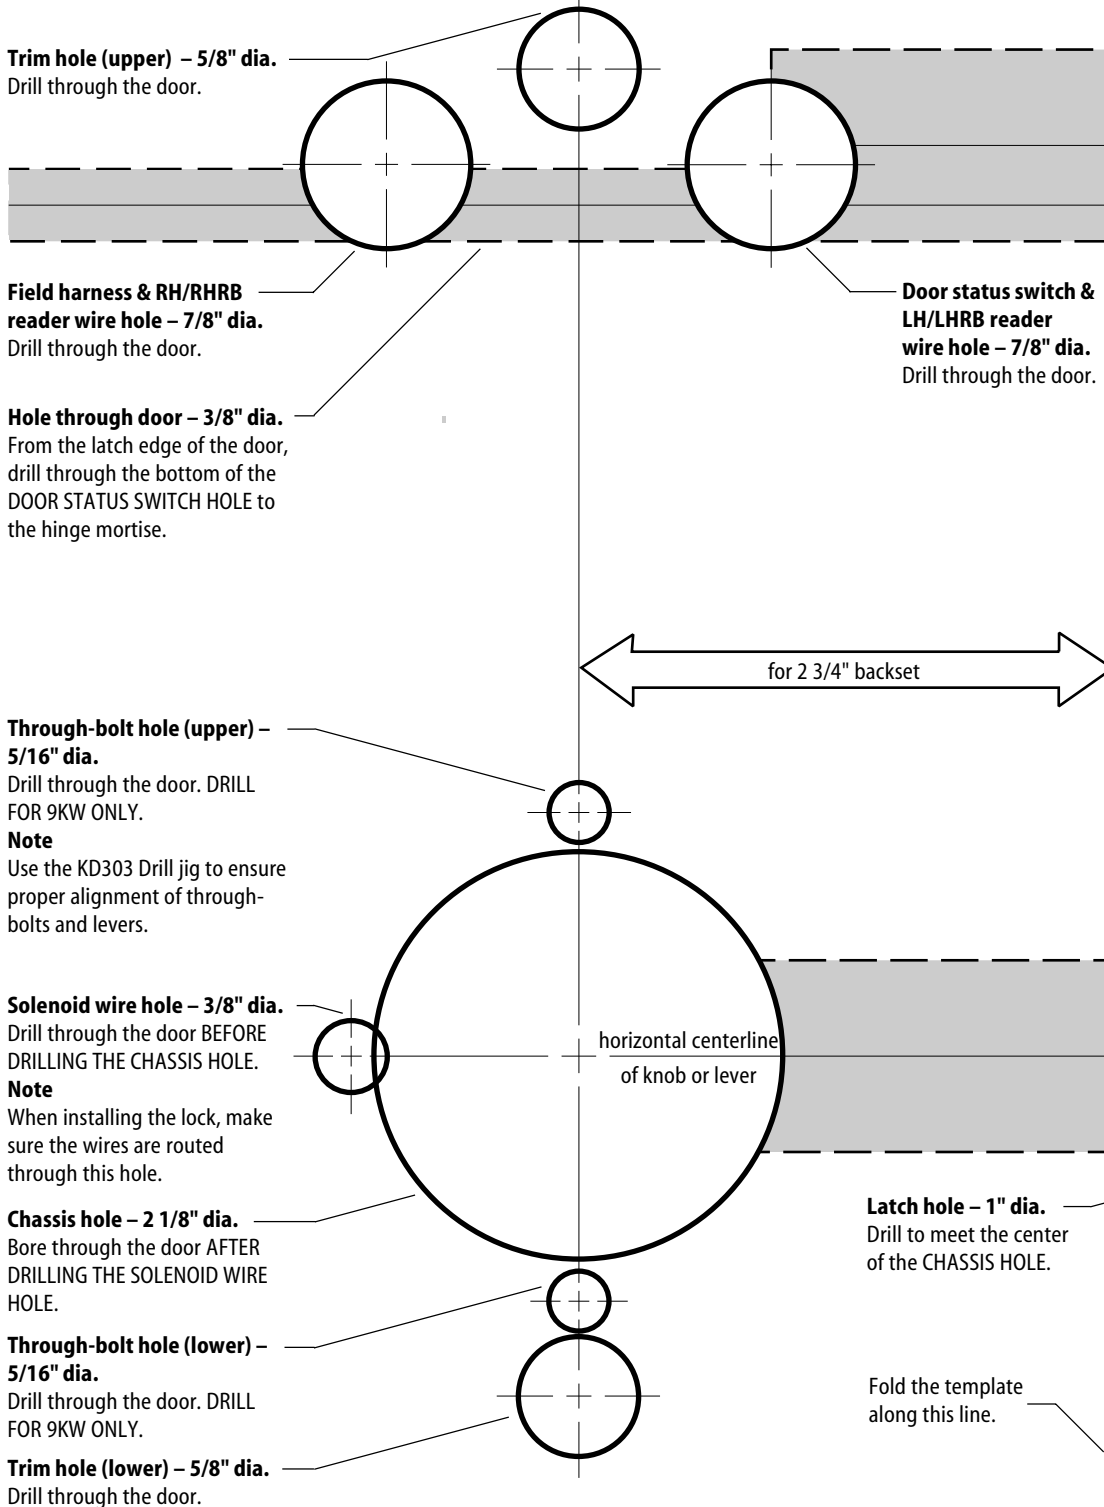 Trim hole (upper) – 5/8" dia.
Drill through the door.
Field harness & RH/RHRB
reader wire hole – 7/8" dia.
Drill through the door.
Door status switch &
LH/LHRB reader
wire hole – 7/8" dia.
Drill through the door.
Hole through door – 3/8" dia.
From the latch edge of the door,
drill through the bottom of the
DOOR STATUS SWITCH HOLE to
the hinge mortise.
for 2 3/4" backset
Through-bolt hole (upper) –
5/16" dia.
Drill through the door. DRILL
FOR 9KW ONLY.
Note
Use the KD303 Drill jig to ensure
proper alignment of through-
bolts and levers.
Solenoid wire hole – 3/8" dia.
Drill through the door BEFORE
DRILLING THE CHASSIS HOLE.
Note
When installing the lock, make
sure the wires are routed
through this hole.
horizontal centerline
of knob or lever
Chassis hole – 2 1/8" dia.
Bore through the door AFTER
DRILLING THE SOLENOID WIRE
HOLE.
Latch hole – 1" dia.
Drill to meet the center
of the CHASSIS HOLE.
Through-bolt hole (lower) –
5/16" dia.
Drill through the door. DRILL
FOR 9KW ONLY.
Fold the template
along this line.
Trim hole (lower) – 5/8" dia.
Drill through the door.